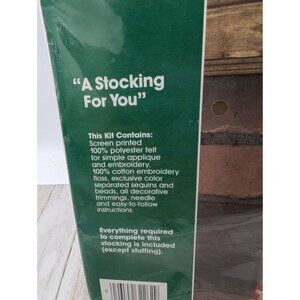 "A Stocking
For You"
This Kit Contains:
Screen printed
100% polyester felt
for simple applique
and embroidery,
100% cotton embroidery
floss, exclusive color
separated sequins and
beads, all decorative
trimmings, needle
and easy-to-follow
instructions.
Everything required
to complete this
stocking is included
(except stuffing).
0